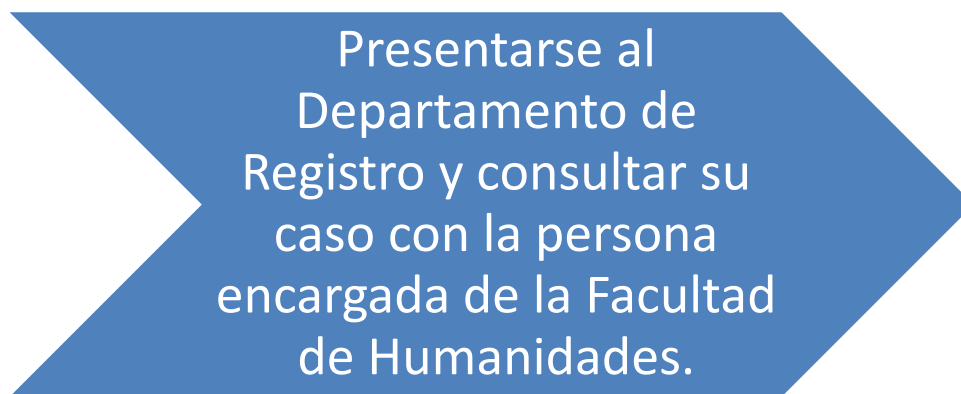 Presentarse al
Departamento de
Registro y consultar su
caso con la persona
encargada de la Facultad
de Humanidades.